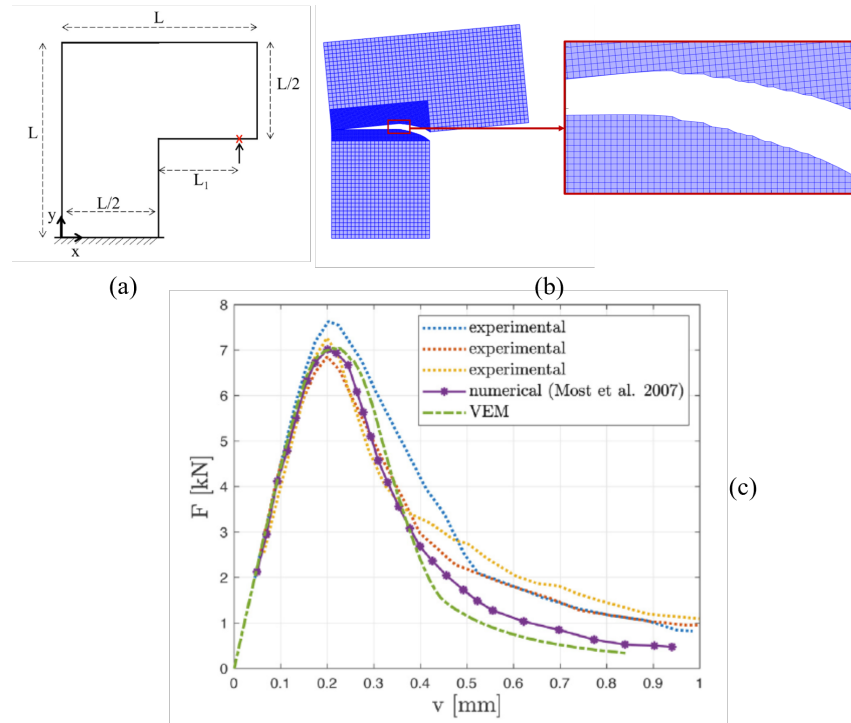 L
L/2
L
L₁
L/2
y
x
(a)
(b)
8
7
6
5
4
3
2
1
0
F [kN]
experimental
experimental
experimental
numerical (Most et al. 2007)
VEM
(c)
0 0.1 0.2 0.3 0.4 0.5 0.6 0.7 0.8 0.9 1
v [mm]